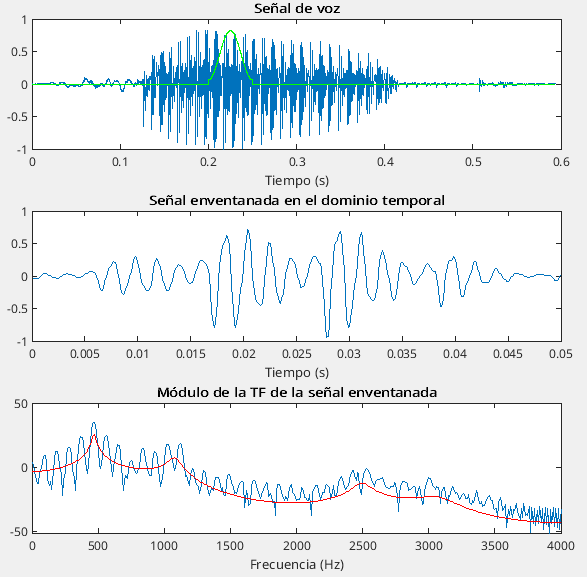 Señal de voz
1
0.5
0
-0.5
-1
0 0.1 0.2 0.3 0.4 0.5 0.6
Tiempo (s)
Señal enventanada en el dominio temporal
1
0.5
0
-0.5
-1
0 0.005 0.01 0.015 0.02 0.025 0.03 0.035 0.04 0.045 0.05
Tiempo (s)
Módulo de la TF de la señal enventanada
50
0
-50
0 500 1000 1500 2000 2500 3000 3500 4000
Frecuencia (Hz)